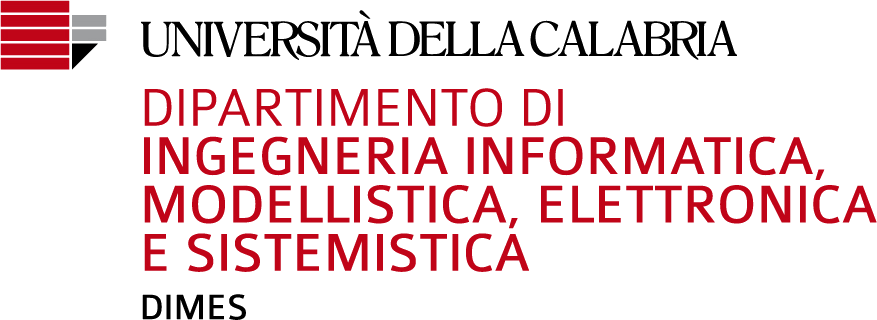 UNIVERSITÀ DELLA CALABRIA
DIPARTIMENTO DI
INGEGNERIA INFORMATICA,
MODELLISTICA, ELETTRONICA
E SISTEMISTICA
DIMES